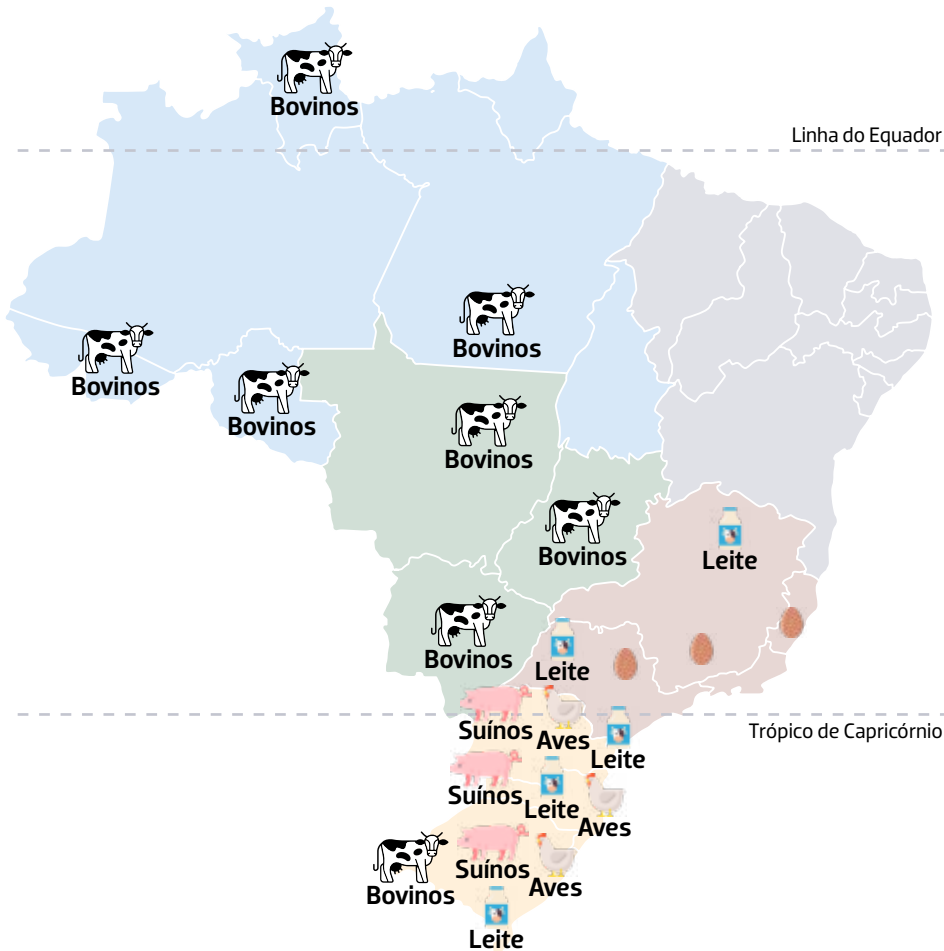 Bovinos
Linha do Equador
Bovinos
Bovinos
Bovinos
Bovinos
Bovinos
Leite
Bovinos
Leite
Suínos
Aves
Trópico de Capricórnio
Leite
Suínos
Leite
Aves
Suínos
Aves
Bovinos
Leite